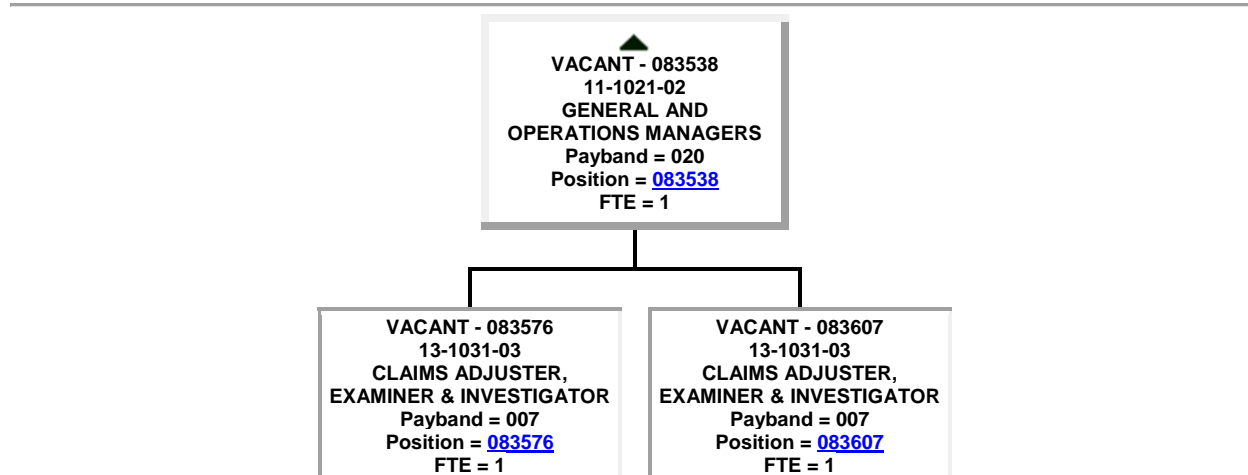 VACANT - 083538
11-1021-02
GENERAL AND
OPERATIONS MANAGERS
Payband = 020
Position = 083538
FTE = 1
VACANT - 083576
13-1031-03
CLAIMS ADJUSTER,
EXAMINER & INVESTIGATOR
Payband = 007
Position = 083576
FTE = 1
VACANT - 083607
13-1031-03
CLAIMS ADJUSTER,
EXAMINER & INVESTIGATOR
Payband = 007
Position = 083607
FTE = 1